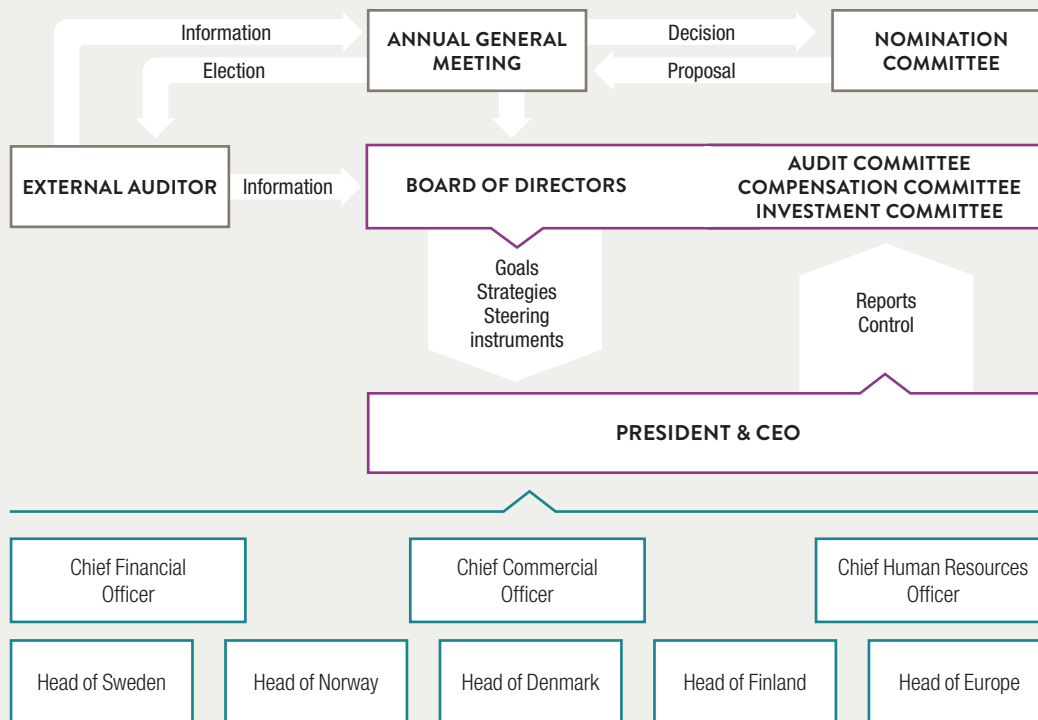 Information
ANNUAL GENERAL
MEETING
Decision
NOMINATION
COMMITTEE
Election
Proposal
EXTERNAL AUDITOR
Information
BOARD OF DIRECTORS
AUDIT COMMITTEE
COMPENSATION COMMITTEE
INVESTMENT COMMITTEE
Goals
Strategies
Steering
instruments
Reports
Control
PRESIDENT & CEO
Chief Financial
Officer
Chief Commercial
Officer
Chief Human Resources
Officer
Head of Sweden
Head of Norway
Head of Denmark
Head of Finland
Head of Europe